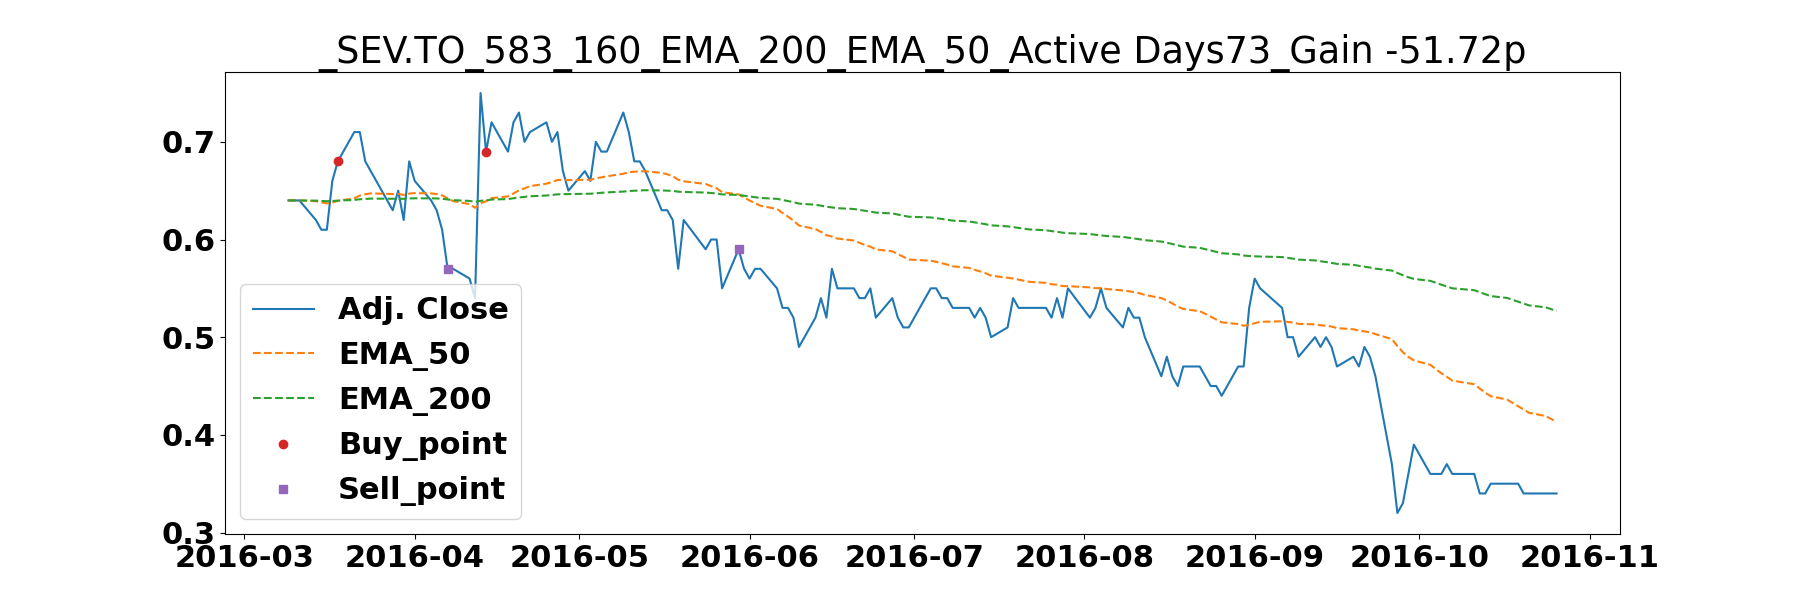 _SEV.TO_583_160_EMA_200_EMA_50_Active Days73_Gain -51.72p
0.7
0.6
0.5
0.4
0.3
Adj. Close
EMA_50
EMA_200
Buy_point
Sell_point
2016-03 2016-04 2016-05 2016-06 2016-07 2016-08 2016-09 2016-10 2016-11